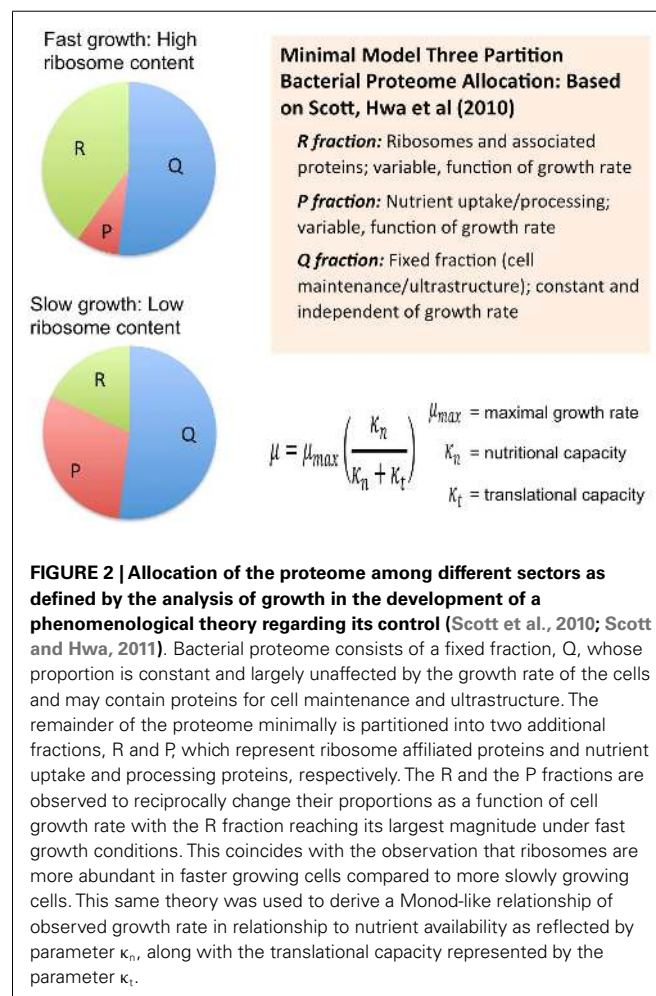 Fast growth: High
ribosome content
R
Q
P
Minimal Model Three Partition
Bacterial Proteome Allocation: Based
on Scott, Hwa et al (2010)
R fraction: Ribosomes and associated
proteins; variable, function of growth rate
P fraction: Nutrient uptake/processing;
variable, function of growth rate
Q fraction: Fixed fraction (cell
maintenance/ultrastructure); constant and
independent of growth rate
Slow growth: Low
ribosome content
R
Q
P
μ = μmax (κn / (κn + κt))
μmax = maximal growth rate
κn = nutritional capacity
κt = translational capacity
FIGURE 2 | Allocation of the proteome among different sectors as
defined by the analysis of growth in the development of a
phenomenological theory regarding its control (Scott et al., 2010; Scott
and Hwa, 2011). Bacterial proteome consists of a fixed fraction, Q, whose
proportion is constant and largely unaffected by the growth rate of the cells
and may contain proteins for cell maintenance and ultrastructure. The
remainder of the proteome minimally is partitioned into two additional
fractions, R and P, which represent ribosome affiliated proteins and nutrient
uptake and processing proteins, respectively. The R and the P fractions are
observed to reciprocally change their proportions as a function of cell
growth rate with the R fraction reaching its largest magnitude under fast
growth conditions. This coincides with the observation that ribosomes are
more abundant in faster growing cells compared to more slowly growing
cells. This same theory was used to derive a Monod-like relationship of
observed growth rate in relationship to nutrient availability as reflected by
parameter κn, along with the translational capacity represented by the
parameter κt.